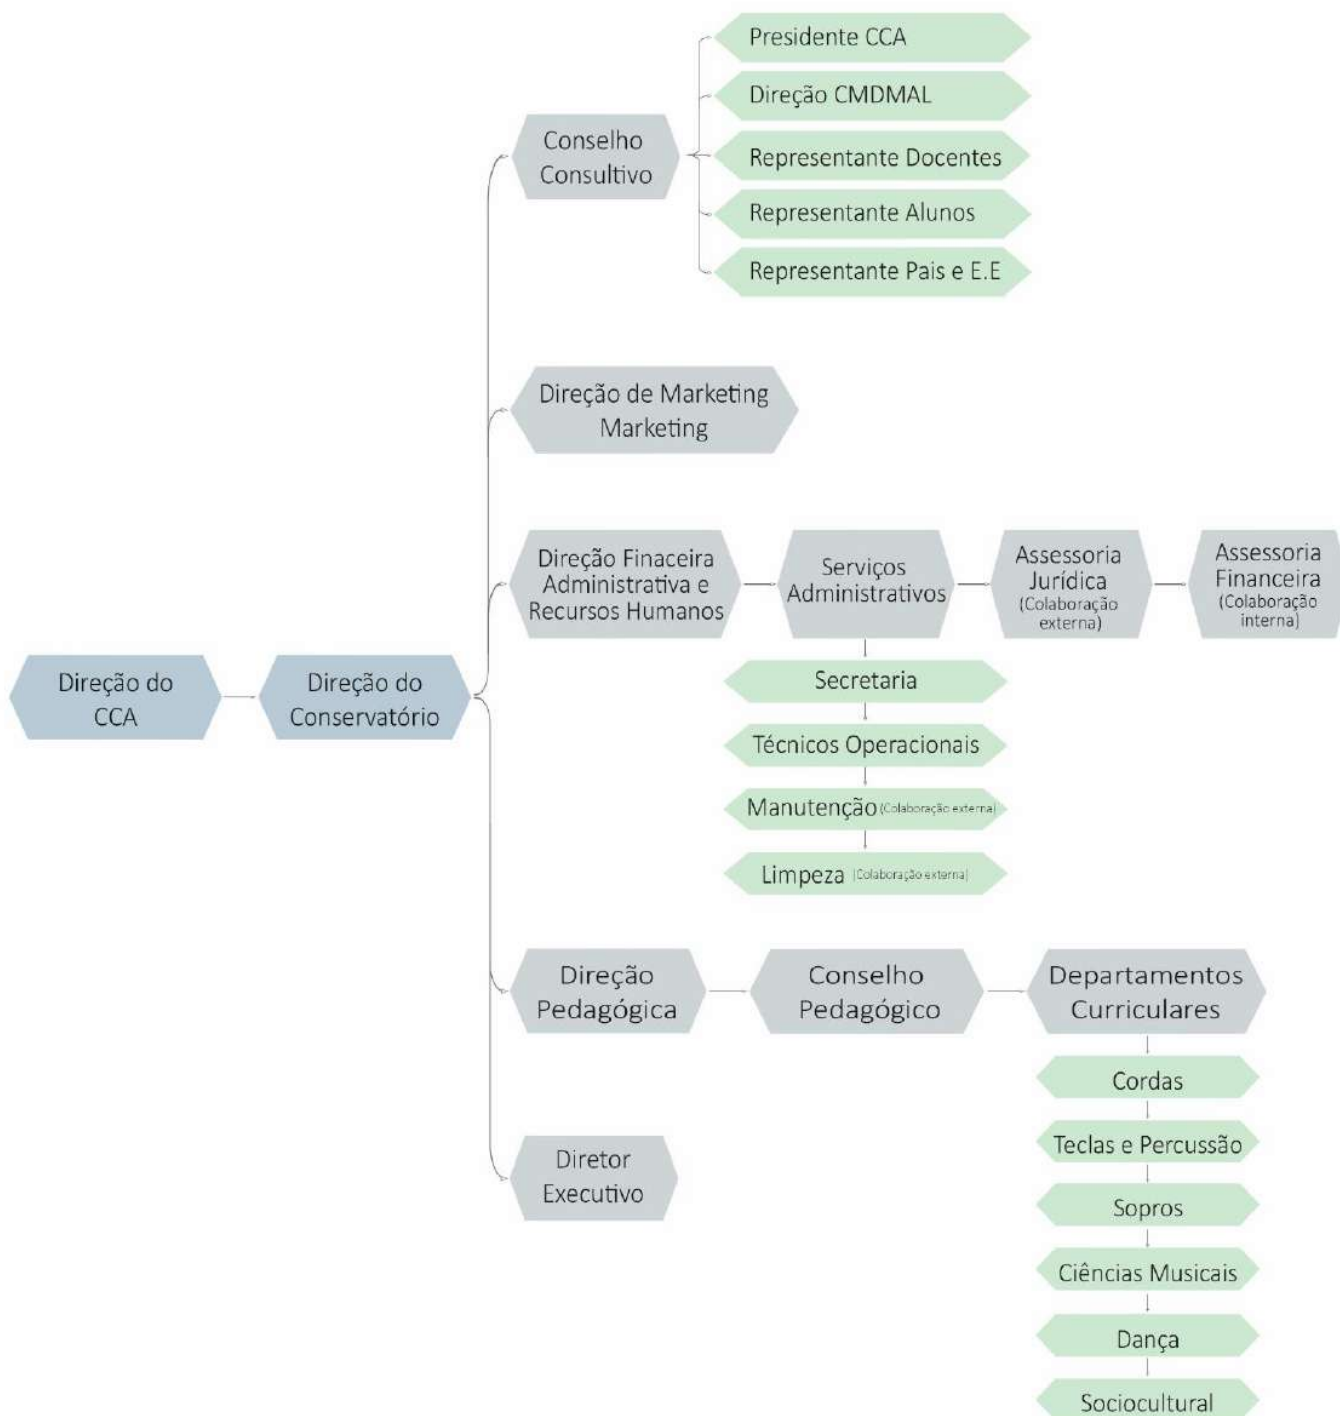 Presidente CCA
Direção CMDMAL
Conselho
Consultivo
Representante Docentes
Representante Alunos
Representante Pais e E.E
Direção de Marketing
Marketing
Direção Finaceira
Administrativa e
Recursos Humanos
Serviços
Administrativos
Assessoria
Jurídica
(Colaboração
externa)
Assessoria
Financeira
(Colaboração
interna)
Direção do
CCA
Direção do
Conservatório
Secretaria
Técnicos Operacionais
Manutenção (Colaboração externa)
Limpeza (Colaboração externa)
Direção
Pedagógica
Conselho
Pedagógico
Departamentos
Curriculares
Cordas
Teclas e Percussão
Sopros
Ciências Musicais
Dança
Sociocultural
Diretor
Executivo